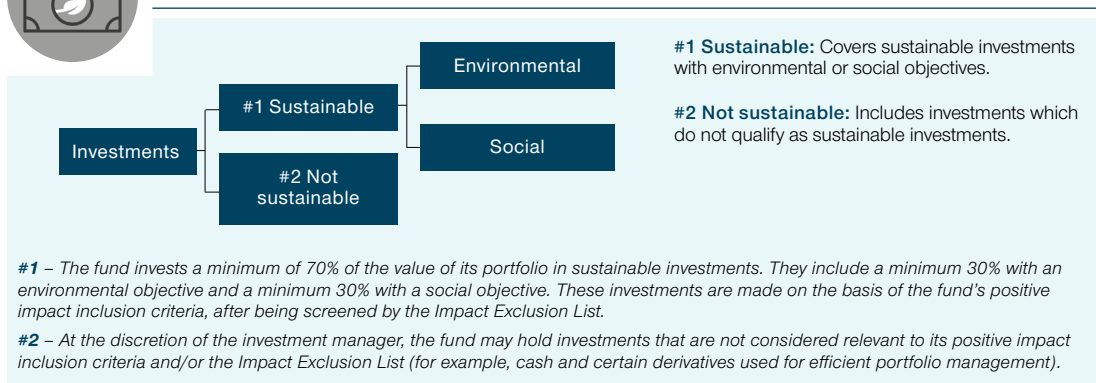 Investments
#1 Sustainable
#2 Not
sustainable
Environmental
Social
#1 Sustainable: Covers sustainable investments
with environmental or social objectives.
#2 Not sustainable: Includes investments which
do not qualify as sustainable investments.
#1 – The fund invests a minimum of 70% of the value of its portfolio in sustainable investments. They include a minimum 30% with an
environmental objective and a minimum 30% with a social objective. These investments are made on the basis of the fund’s positive
impact inclusion criteria, after being screened by the Impact Exclusion List.
#2 – At the discretion of the investment manager, the fund may hold investments that are not considered relevant to its positive impact
inclusion criteria and/or the Impact Exclusion List (for example, cash and certain derivatives used for efficient portfolio management).